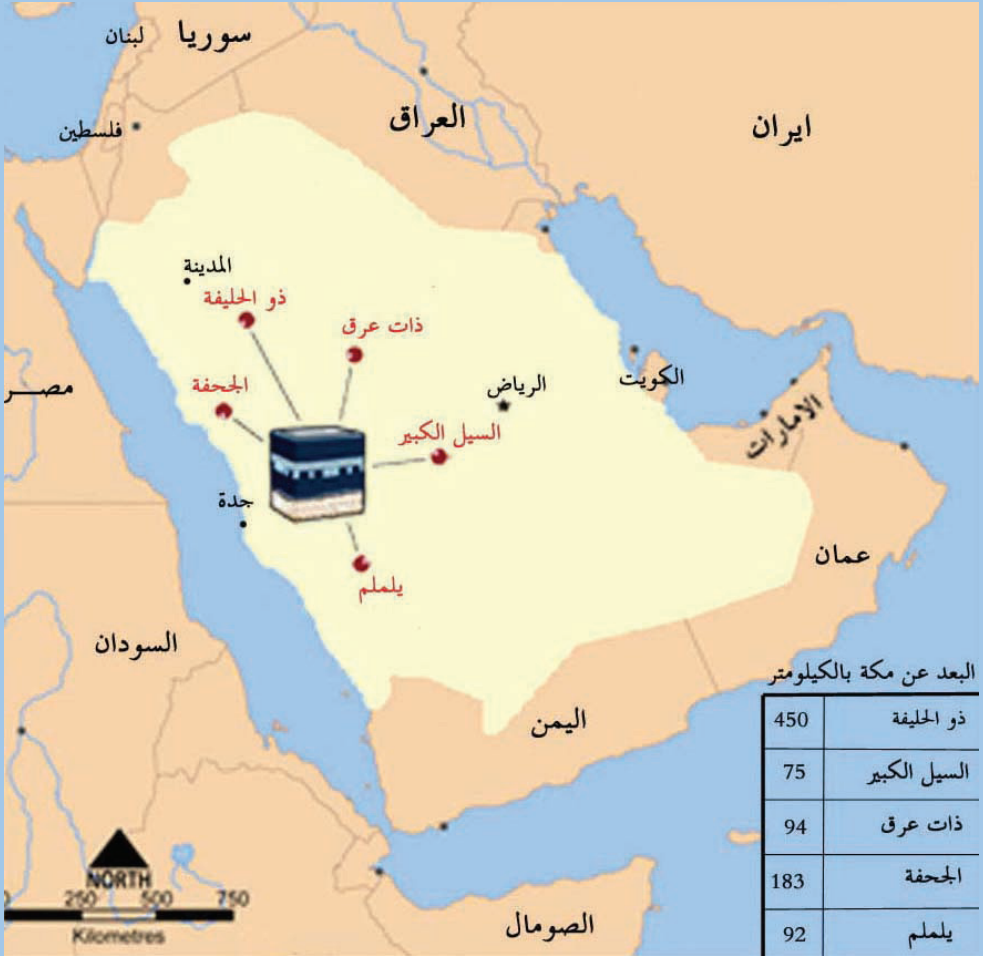 سوريا
لبنان
العراق
ايران
فلسطين
المدينة
ذو الحليفة
ذات عرق
الجحفة
مصــر
الكويت
الرياض
الامارات
السيل الكبير
جدة
عمان
يلملم
السودان
اليمن
الصومال
البعد عن مكة بالكيلومتر
ذو الحليفة 450
السيل الكبير 75
ذات عرق 94
الجحفة 183
يلملم 92
NORTH
0 250 500 750
Kilometres